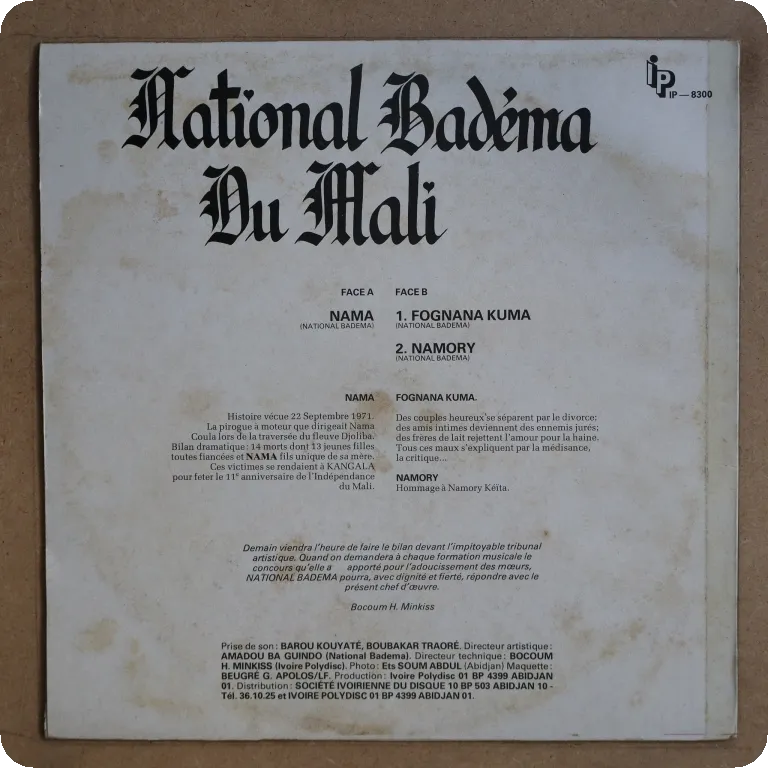 National Badéma
Du Mali
ip
IP — 8300
FACE A
NAMA
(NATIONAL BADEMA)
FACE B
1. FOGNANA KUMA
(NATIONAL BADEMA)
2. NAMORY
(NATIONAL BADEMA)
NAMA
Histoire vécue 22 Septembre 1971.
La pirogue à moteur que dirigeait Nama
Coula lors de la traversée du fleuve Djoliba.
Bilan dramatique : 14 morts dont 13 jeunes filles
toutes fiancées et NAMA fils unique de sa mère.
Ces victimes se rendaient à KANGALA
pour feter le 11e anniversaire de l'Indépendance
du Mali.
FOGNANA KUMA.
Des couples heureux se séparent par le divorce;
des amis intimes deviennent des ennemis jurés;
des frères de lait rejettent l'amour pour la haine.
Tous ces maux s'expliquent par la médisance,
la critique...
NAMORY
Hommage à Namory Kéïta.
Demain viendra l'heure de faire le bilan devant l'impitoyable tribunal
artistique. Quand on demandera à chaque formation musicale le
concours qu'elle a apporté pour l'adoucissement des mœurs,
NATIONAL BADEMA pourra, avec dignité et fierté, répondre avec le
présent chef d'œuvre.
Bocoum H. Minkiss
Prise de son : BAROU KOUYATÉ, BOUBAKAR TRAORÉ. Directeur artistique :
AMADOU BA GUINDO (National Badema). Directeur technique : BOCOUM
H. MINKISS (Ivoire Polydisc). Photo : Ets SOUM ABDUL (Abidjan) Maquette :
BEUGRÉ G. APOLOS/LF. Production : Ivoire Polydisc 01 BP 4399 ABIDJAN
01. Distribution : SOCIÉTÉ IVOIRIENNE DU DISQUE 10 BP 503 ABIDJAN 10 -
Tél. 36.10.25 et IVOIRE POLYDISC 01 BP 4399 ABIDJAN 01.